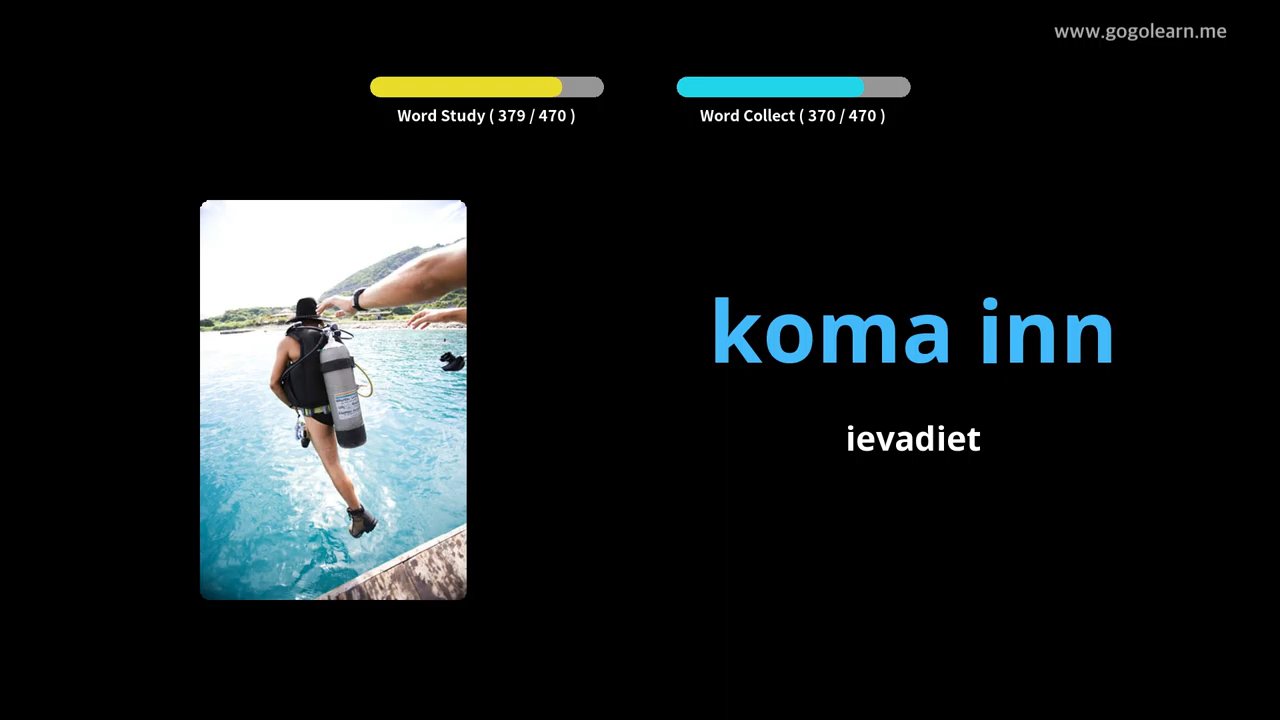 www.gogolearn.me
Word Study ( 379 / 470 )
Word Collect ( 370 / 470 )
koma inn
ievadiet